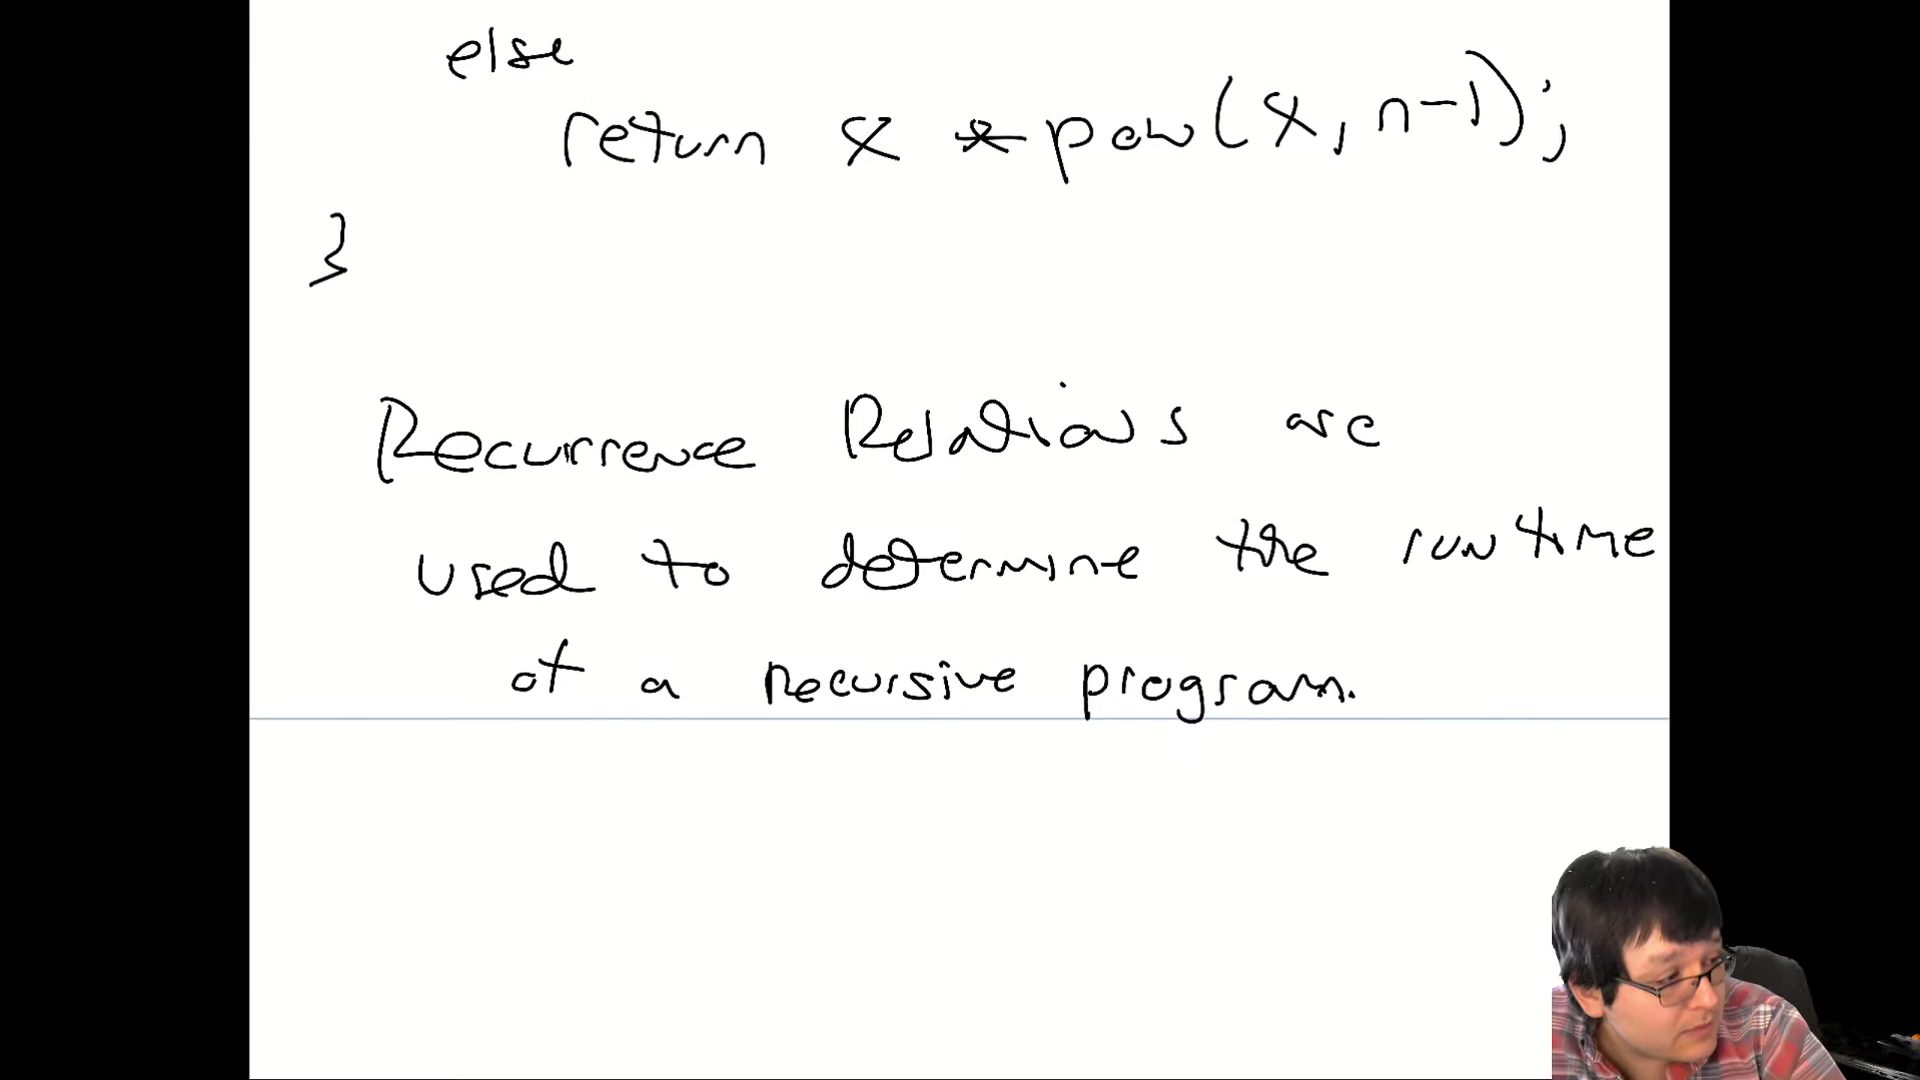 else
return x * pow(x, n-1);
}
Recurrence Relations are
used to determine the runtime
of a recursive program.